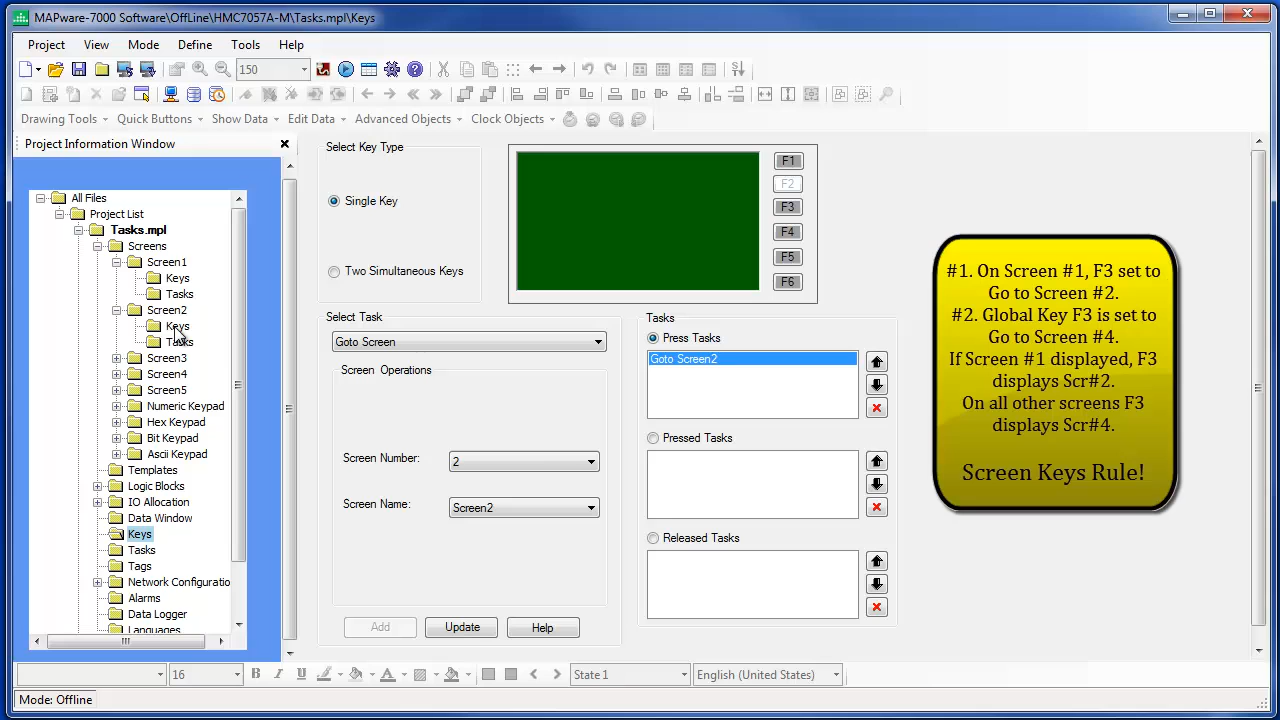 MAPware-7000 Software\OffLine\HMC7057A-M\Tasks.mpl\Keys
Project View Mode Define Tools Help
150
Drawing Tools Quick Buttons Show Data Edit Data Advanced Objects Clock Objects
Project Information Window
All Files
Project List
Tasks.mpl
Screens
Screen1
Keys
Tasks
Screen2
Keys
Tasks
Screen3
Screen4
Screen5
Numeric Keypad
Hex Keypad
Bit Keypad
Ascii Keypad
Templates
Logic Blocks
IO Allocation
Data Window
Keys
Tasks
Tags
Network Configuratio
Alarms
Data Logger
Languages
Select Key Type
Single Key
Two Simultaneous Keys
F1
F2
F3
F4
F5
F6
Select Task
Goto Screen
Screen Operations
Screen Number: 2
Screen Name: Screen2
Add Update Help
Tasks
Press Tasks
Goto Screen2
Pressed Tasks
Released Tasks
#1. On Screen #1, F3 set to
Go to Screen #2.
#2. Global Key F3 is set to
Go to Screen #4.
If Screen #1 displayed, F3
displays Scr#2.
On all other screens F3
displays Scr#4.
Screen Keys Rule!
16 B I U A State 1 English (United States)
Mode: Offline